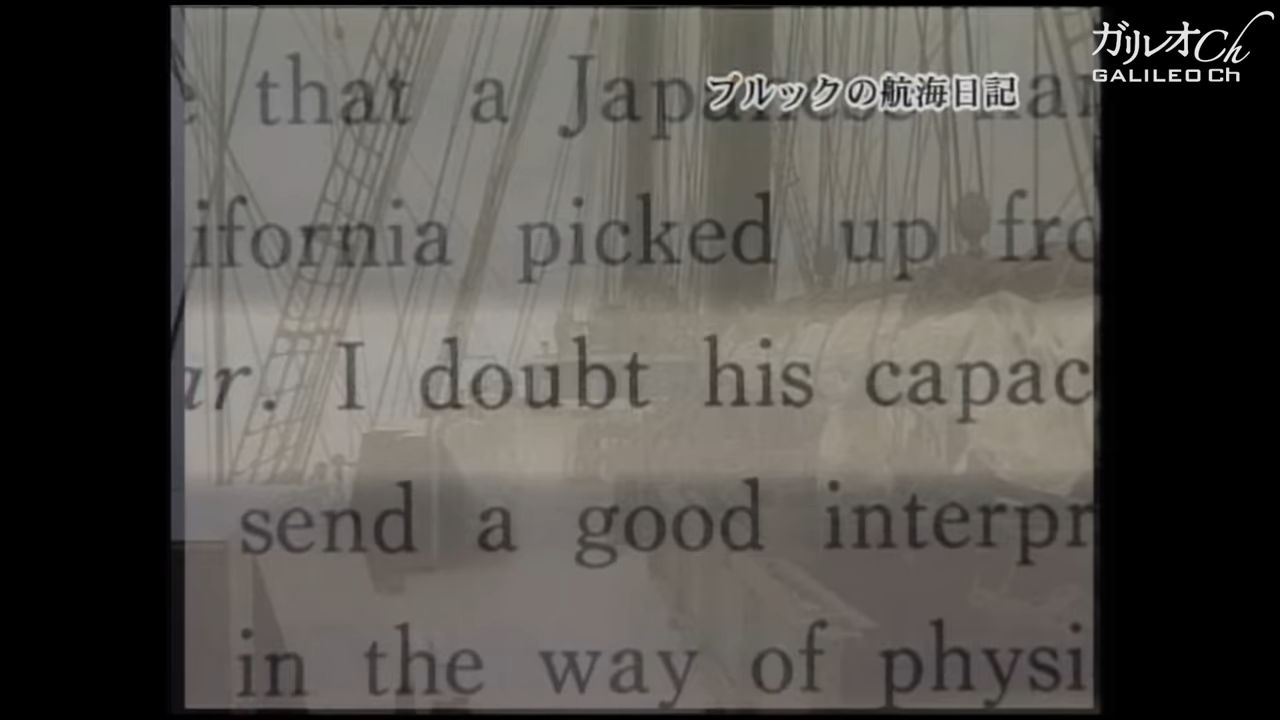 ガリレオCh
GALILEO Ch
ブルックの航海日記
that a Japanese
ifornia picked up
ar. I doubt his capac
send a good interpr
in the way of physi